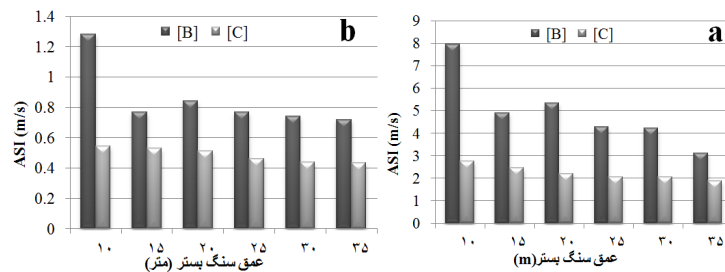 b
[B] [C]
ASI (m/s)
1.4
1.2
1
0.8
0.6
0.4
0.2
0
۱۰ ۱۵ ۲۰ ۲۵ ۳۰ ۳۵
عمق سنگ بستر (متر)
a
[B] [C]
ASI (m/s)
9
8
7
6
5
4
3
2
1
0
۱۰ ۱۵ ۲۰ ۲۵ ۳۰ ۳۵
عمق سنگ بستر(m)